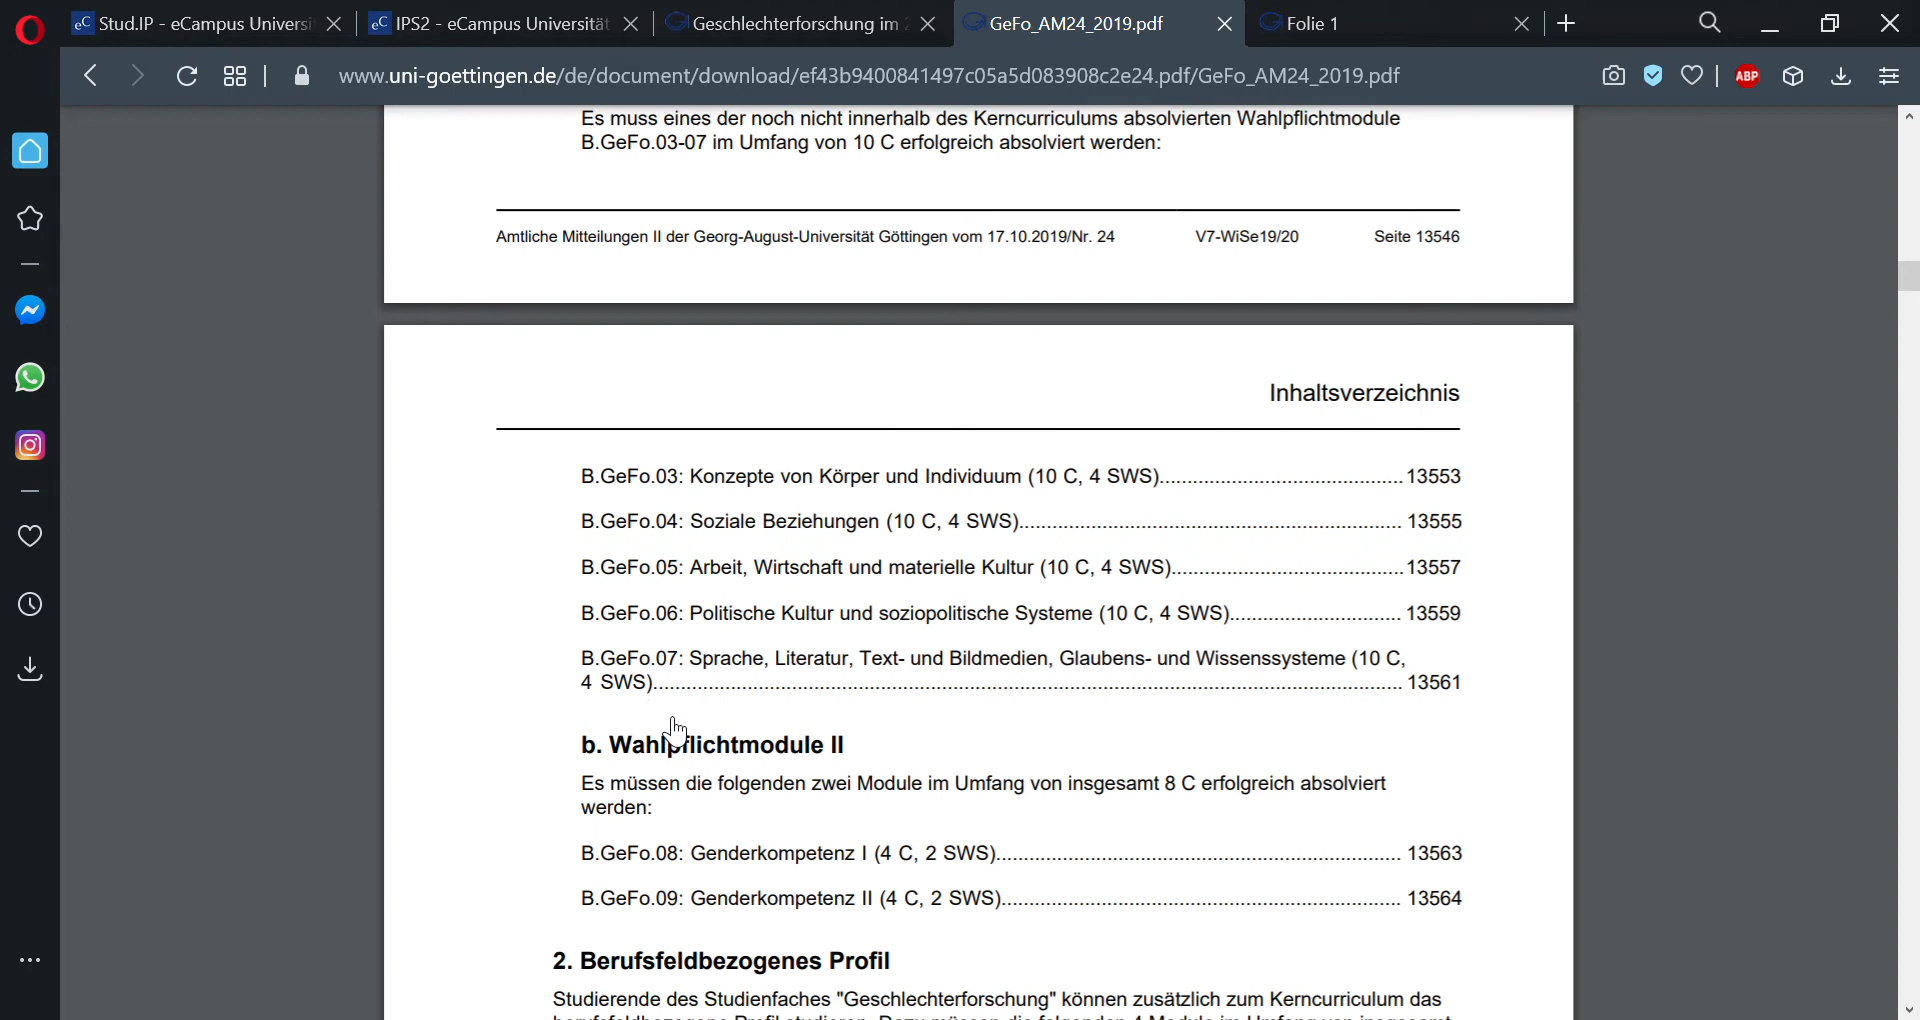 Stud.IP - eCampus Universi
IPS2 - eCampus Universität
Geschlechterforschung im 2
GeFo_AM24_2019.pdf
Folie 1
www.uni-goettingen.de/de/document/download/ef43b9400841497c05a5d083908c2e24.pdf/GeFo_AM24_2019.pdf
ABP
Es muss eines der noch nicht innerhalb des Kerncurriculums absolvierten Wahlpflichtmodule
B.GeFo.03-07 im Umfang von 10 C erfolgreich absolviert werden:
Amtliche Mitteilungen II der Georg-August-Universität Göttingen vom 17.10.2019/Nr. 24 V7-WiSe19/20 Seite 13546
Inhaltsverzeichnis
B.GeFo.03: Konzepte von Körper und Individuum (10 C, 4 SWS)............................................ 13553
B.GeFo.04: Soziale Beziehungen (10 C, 4 SWS)..................................................................... 13555
B.GeFo.05: Arbeit, Wirtschaft und materielle Kultur (10 C, 4 SWS).......................................... 13557
B.GeFo.06: Politische Kultur und soziopolitische Systeme (10 C, 4 SWS)............................... 13559
B.GeFo.07: Sprache, Literatur, Text- und Bildmedien, Glaubens- und Wissenssysteme (10 C,
4 SWS)........................................................................................................................................ 13561
b. Wahlpflichtmodule II
Es müssen die folgenden zwei Module im Umfang von insgesamt 8 C erfolgreich absolviert
werden:
B.GeFo.08: Genderkompetenz I (4 C, 2 SWS)......................................................................... 13563
B.GeFo.09: Genderkompetenz II (4 C, 2 SWS)........................................................................ 13564
2. Berufsfeldbezogenes Profil
Studierende des Studienfaches "Geschlechterforschung" können zusätzlich zum Kerncurriculum das